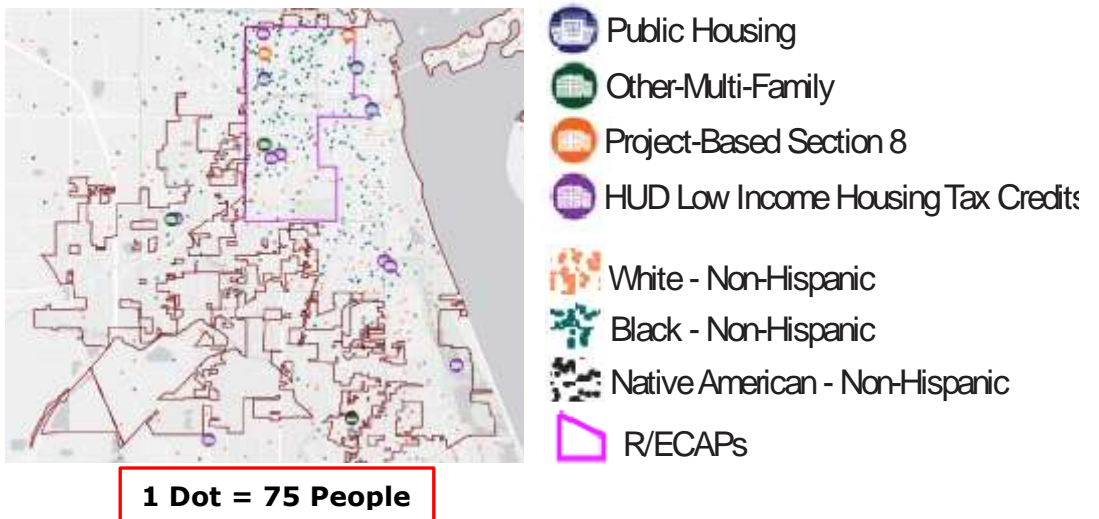 Public Housing
Other-Multi-Family
Project-Based Section 8
HUD Low Income Housing Tax Credits
White - Non-Hispanic
Black - Non-Hispanic
Native American - Non-Hispanic
R/ECAPs
1 Dot = 75 People